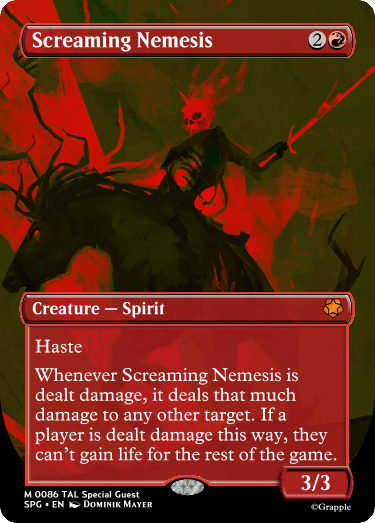 Screaming Nemesis 2
Creature — Spirit
Haste
Whenever Screaming Nemesis is
dealt damage, it deals that much
damage to any other target. If a
player is dealt damage this way, they
can't gain life for the rest of the game.
3/3
M 0086 TAL Special Guest
SPG • EN DOMINIK MAYER
©Grapple